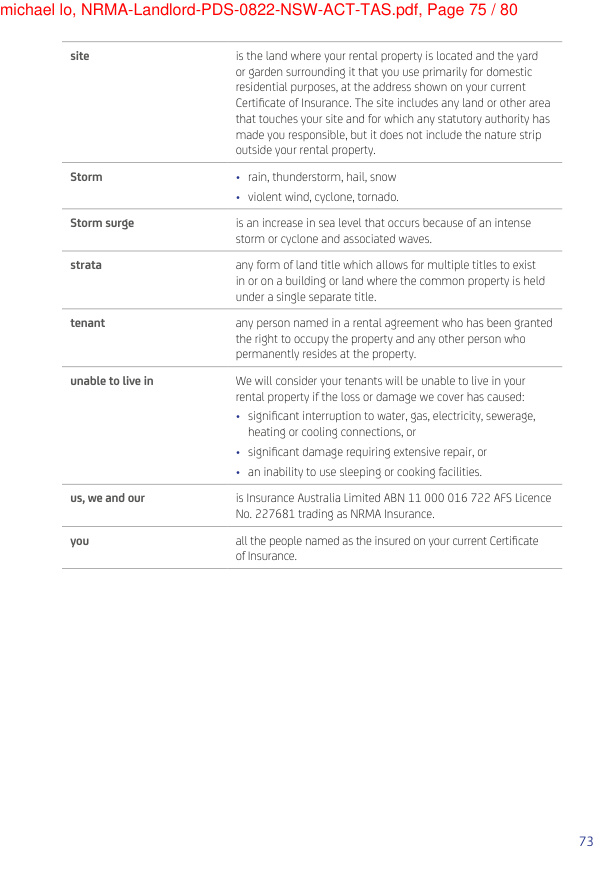 michael lo, NRMA-Landlord-PDS-0822-NSW-ACT-TAS.pdf, Page 75 / 80
site
is the land where your rental property is located and the yard
or garden surrounding it that you use primarily for domestic
residential purposes, at the address shown on your current
Certificate of Insurance. The site includes any land or other area
that touches your site and for which any statutory authority has
made you responsible, but it does not include the nature strip
outside your rental property.
Storm
• rain, thunderstorm, hail, snow
• violent wind, cyclone, tornado.
Storm surge
is an increase in sea level that occurs because of an intense
storm or cyclone and associated waves.
strata
any form of land title which allows for multiple titles to exist
in or on a building or land where the common property is held
under a single separate title.
tenant
any person named in a rental agreement who has been granted
the right to occupy the property and any other person who
permanently resides at the property.
unable to live in
We will consider your tenants will be unable to live in your
rental property if the loss or damage we cover has caused:
• significant interruption to water, gas, electricity, sewerage,
heating or cooling connections, or
• significant damage requiring extensive repair, or
• an inability to use sleeping or cooking facilities.
us, we and our
is Insurance Australia Limited ABN 11 000 016 722 AFS Licence
No. 227681 trading as NRMA Insurance.
you
all the people named as the insured on your current Certificate
of Insurance.
73